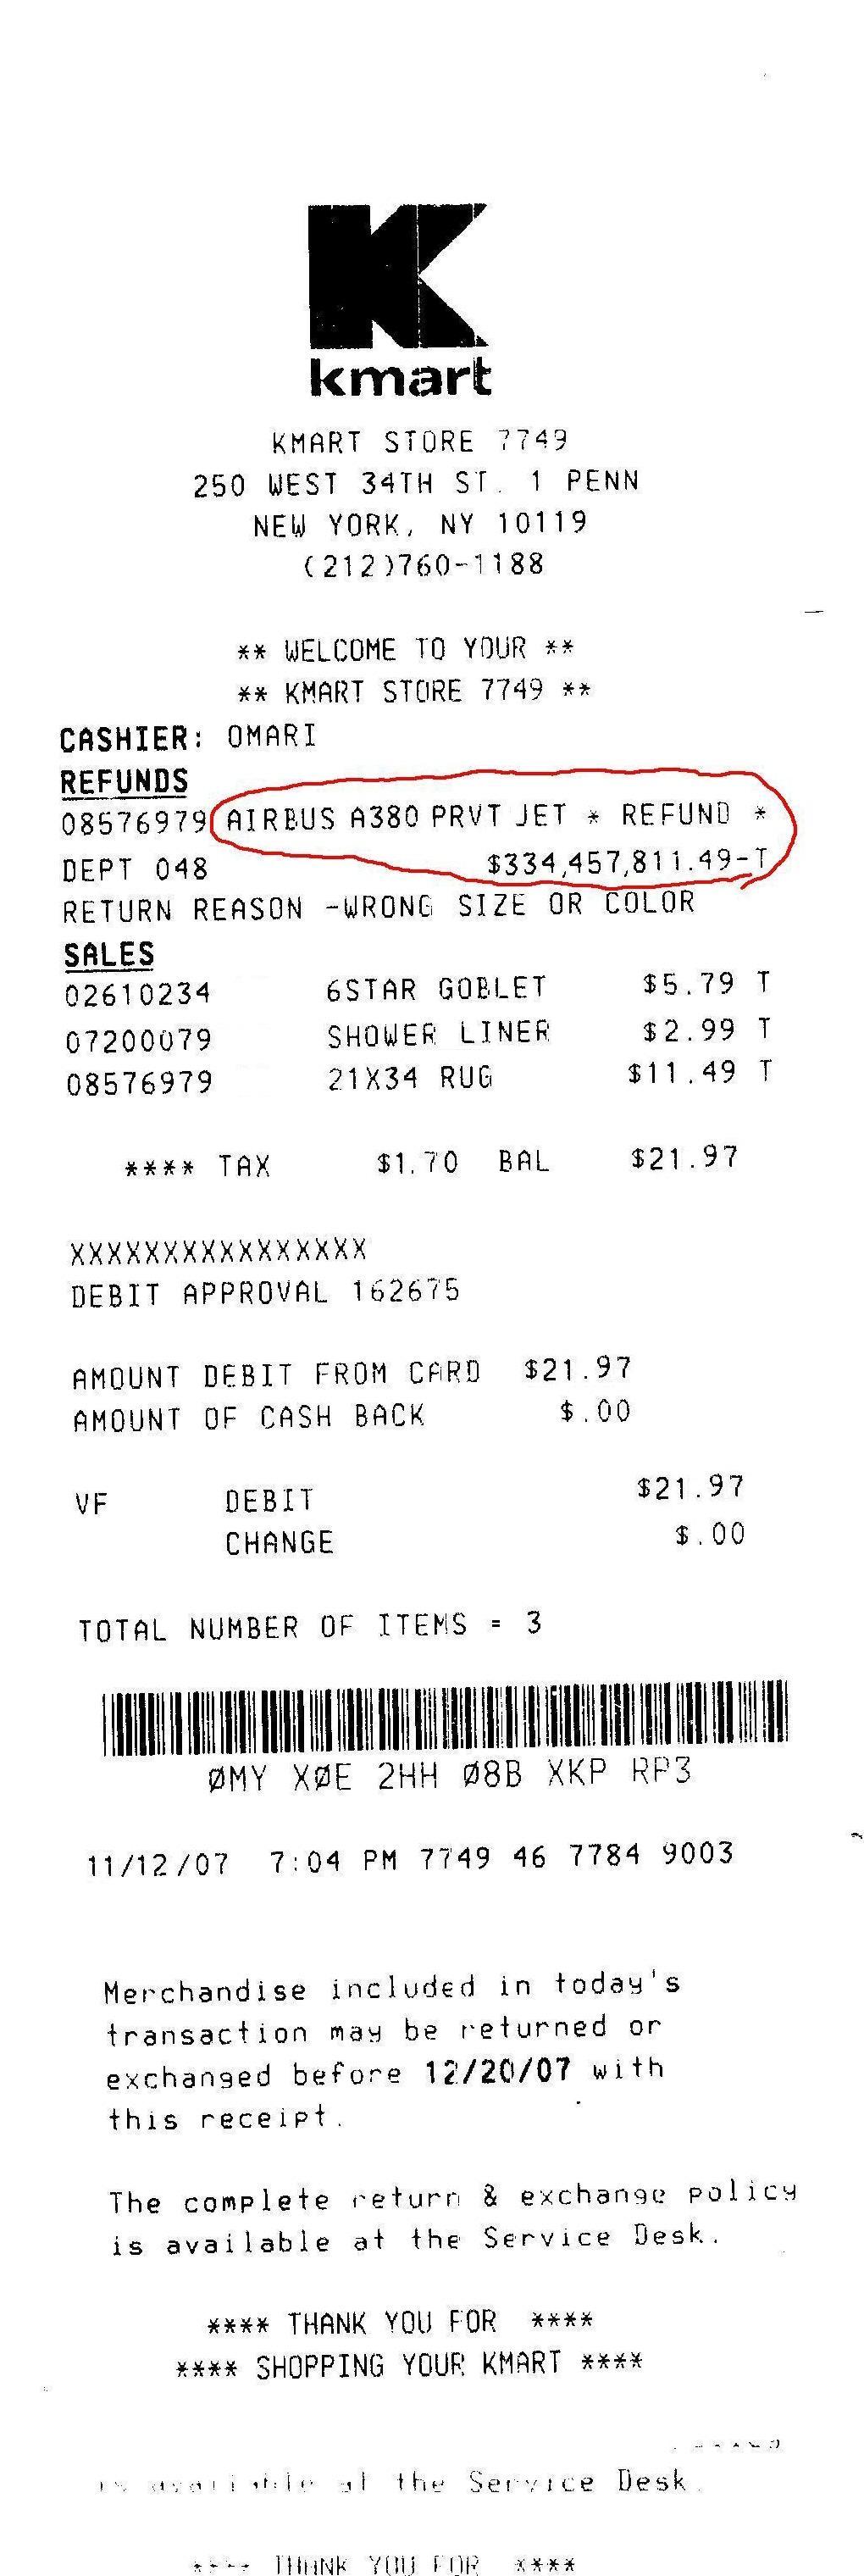 kmart
KMART STORE 7749
250 WEST 34TH ST. 1 PENN
NEW YORK, NY 10119
(212)760-1188
** WELCOME TO YOUR **
** KMART STORE 7749 **
CASHIER: OMARI
REFUNDS
08576979 AIRBUS A380 PRVT JET * REFUND *
DEPT 048 $334,457,811.49-T
RETURN REASON -WRONG SIZE OR COLOR
SALES
02610234 6STAR GOBLET $5.79 T
07200079 SHOWER LINER $2.99 T
08576979 21X34 RUG $11.49 T
**** TAX $1.70 BAL $21.97
XXXXXXXXXXXXXXXX
DEBIT APPROVAL 162675
AMOUNT DEBIT FROM CARD $21.97
AMOUNT OF CASH BACK $.00
VF DEBIT $21.97
CHANGE $.00
TOTAL NUMBER OF ITEMS = 3
ØMY XØE 2HH Ø8B XKP RP3
11/12/07 7:04 PM 7749 46 7784 9003
Merchandise included in today's
transaction may be returned or
exchanged before 12/20/07 with
this receipt.
The complete return & exchange policy
is available at the Service Desk.
**** THANK YOU FOR ****
**** SHOPPING YOUR KMART ****
is available at the Service Desk.
**** THANK YOU FOR ****